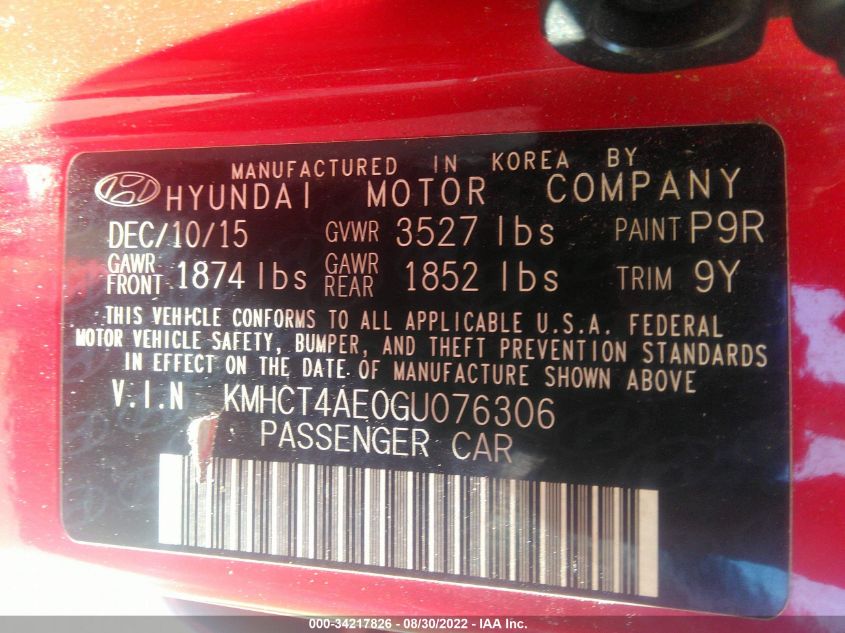 MANUFACTURED IN KOREA BY
HYUNDAI MOTOR COMPANY
DEC/10/15 GVWR 3527 lbs PAINT P9R
GAWR FRONT 1874 lbs GAWR REAR 1852 lbs TRIM 9Y
THIS VEHICLE CONFORMS TO ALL APPLICABLE U.S.A. FEDERAL
MOTOR VEHICLE SAFETY, BUMPER, AND THEFT PREVENTION STANDARDS
IN EFFECT ON THE DATE OF MANUFACTURE SHOWN ABOVE
V.I.N KMHCT4AE0GU076306
PASSENGER CAR
000-34217826 - 08/30/2022 - IAA Inc.